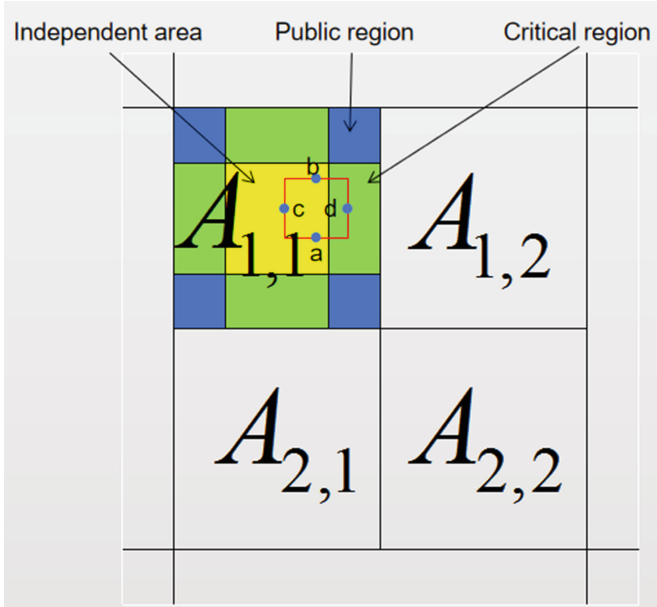 Independent area Public region Critical region
b
c d
a
A1,1 A1,2
A2,1 A2,2